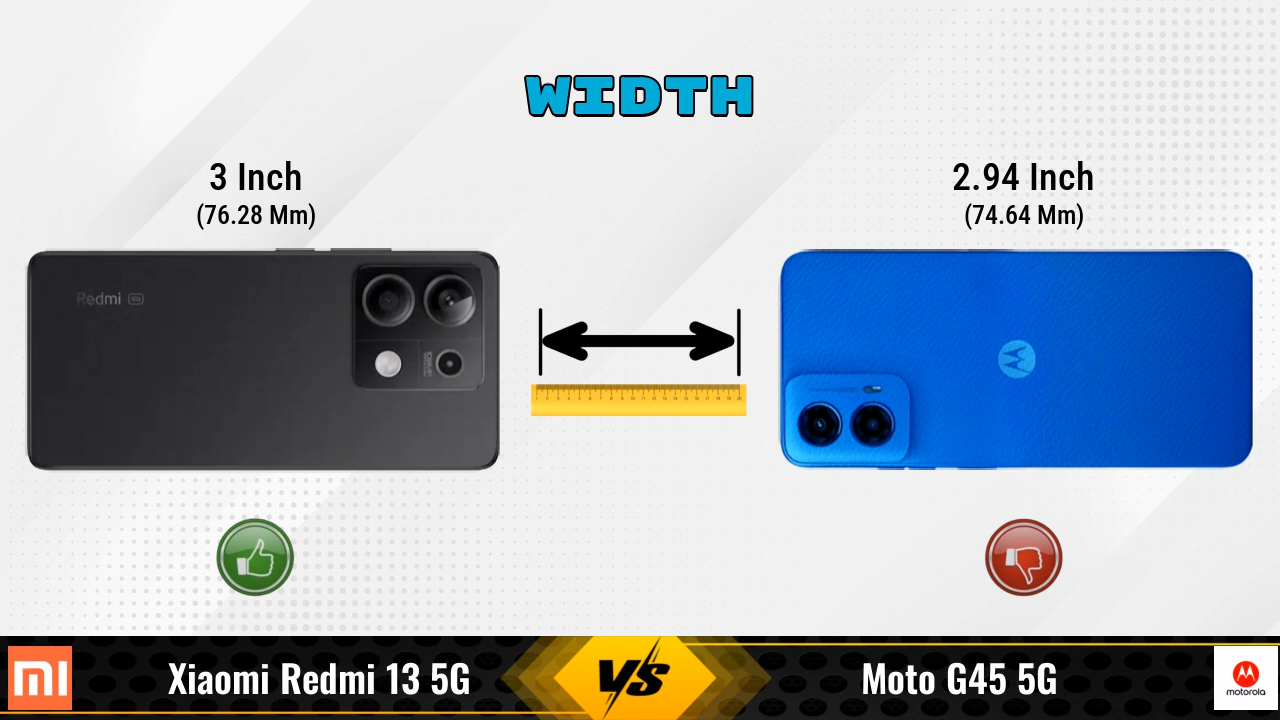 WIDTH
3 Inch
(76.28 Mm)
2.94 Inch
(74.64 Mm)
Redmi 5G
VS
Xiaomi Redmi 13 5G
Moto G45 5G
motorola